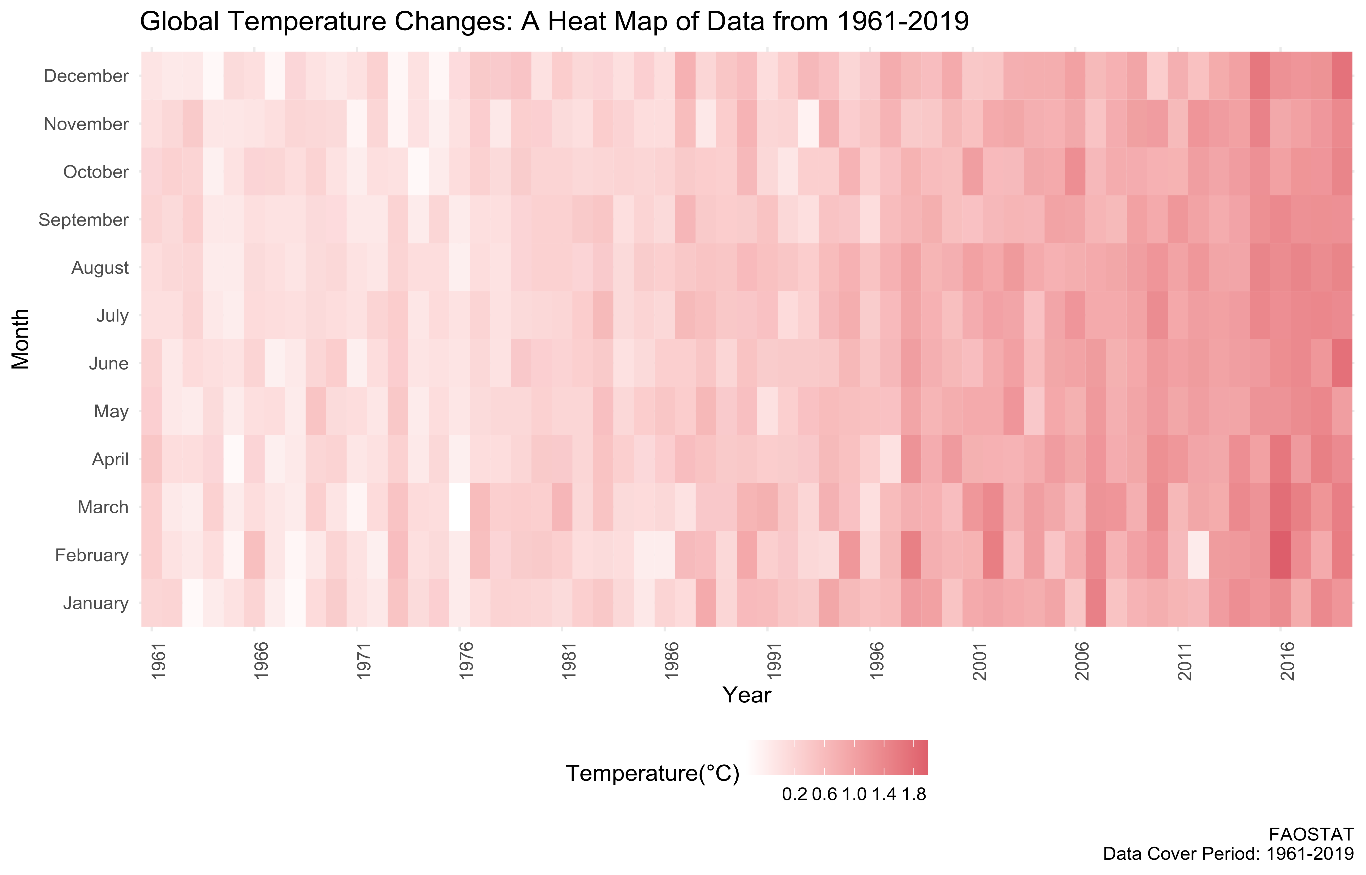 Global Temperature Changes: A Heat Map of Data from 1961-2019
Month
December
November
October
September
August
July
June
May
April
March
February
January
1961 1966 1971 1976 1981 1986 1991 1996 2001 2006 2011 2016
Year
Temperature(°C)
0.2 0.6 1.0 1.4 1.8
FAOSTAT
Data Cover Period: 1961-2019